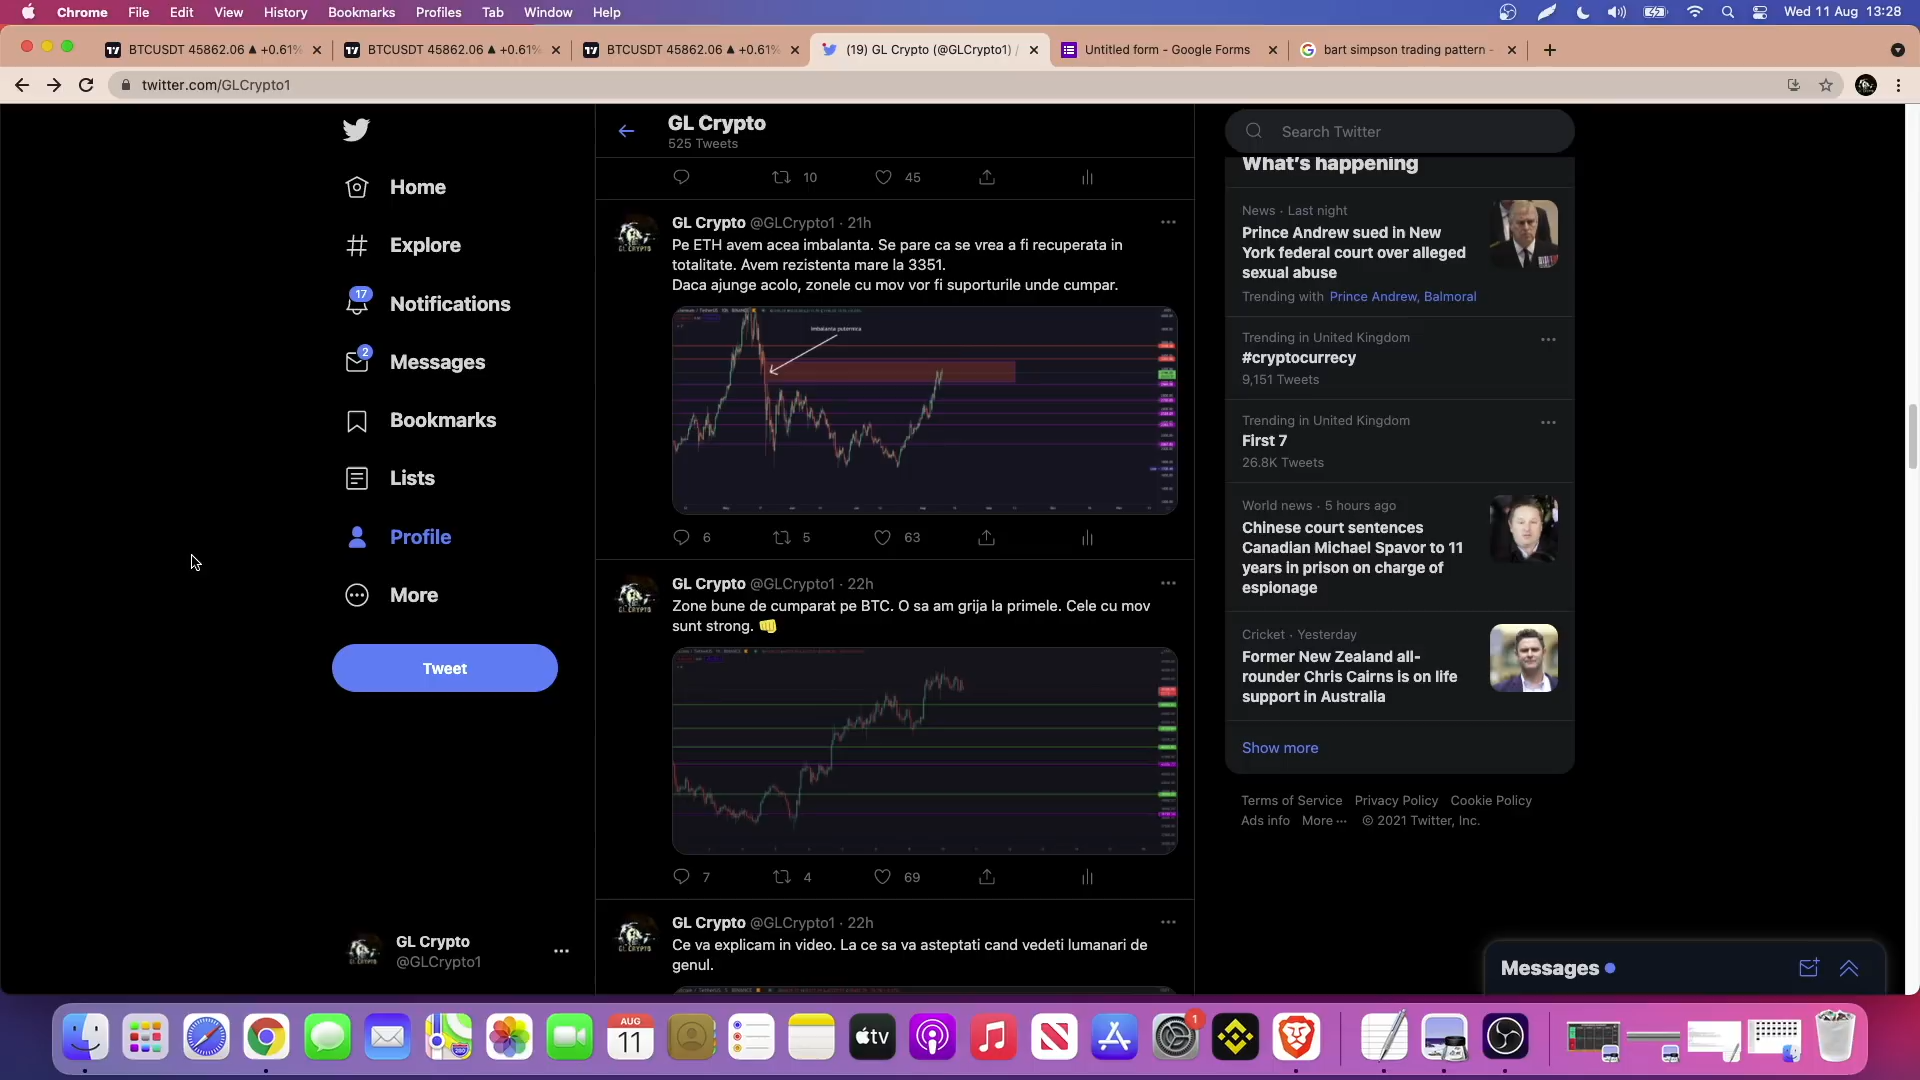 Chrome File Edit View History Bookmarks Profiles Tab Window Help Wed 11 Aug 13:28
BTCUSDT 45862.06 ▲ +0.61% BTCUSDT 45862.06 ▲ +0.61% BTCUSDT 45862.06 ▲ +0.61% (19) GL Crypto (@GLCrypto1) / Untitled form - Google Forms bart simpson trading pattern -
twitter.com/GLCrypto1
GL Crypto
525 Tweets
Home
Explore
17
Notifications
2
Messages
Bookmarks
Lists
Profile
More
Tweet
GL Crypto
@GLCrypto1
10 45
GL Crypto @GLCrypto1 · 21h
Pe ETH avem acea imbalanta. Se pare ca se vrea a fi recuperata in
totalitate. Avem rezistenta mare la 3351.
Daca ajunge acolo, zonele cu mov vor fi suporturile unde cumpar.
Imbalanta puternica
6 5 63
GL Crypto @GLCrypto1 · 22h
Zone bune de cumparat pe BTC. O sa am grija la primele. Cele cu mov
sunt strong. 👊
7 4 69
GL Crypto @GLCrypto1 · 22h
Ce va explicam in video. La ce sa va asteptati cand vedeti lumanari de
genul.
Search Twitter
What's happening
News · Last night
Prince Andrew sued in New
York federal court over alleged
sexual abuse
Trending with Prince Andrew, Balmoral
Trending in United Kingdom
#cryptocurrecy
9,151 Tweets
Trending in United Kingdom
First 7
26.8K Tweets
World news · 5 hours ago
Chinese court sentences
Canadian Michael Spavor to 11
years in prison on charge of
espionage
Cricket · Yesterday
Former New Zealand all-
rounder Chris Cairns is on life
support in Australia
Show more
Terms of Service Privacy Policy Cookie Policy
Ads info More ··· © 2021 Twitter, Inc.
Messages
AUG
11
tv
1